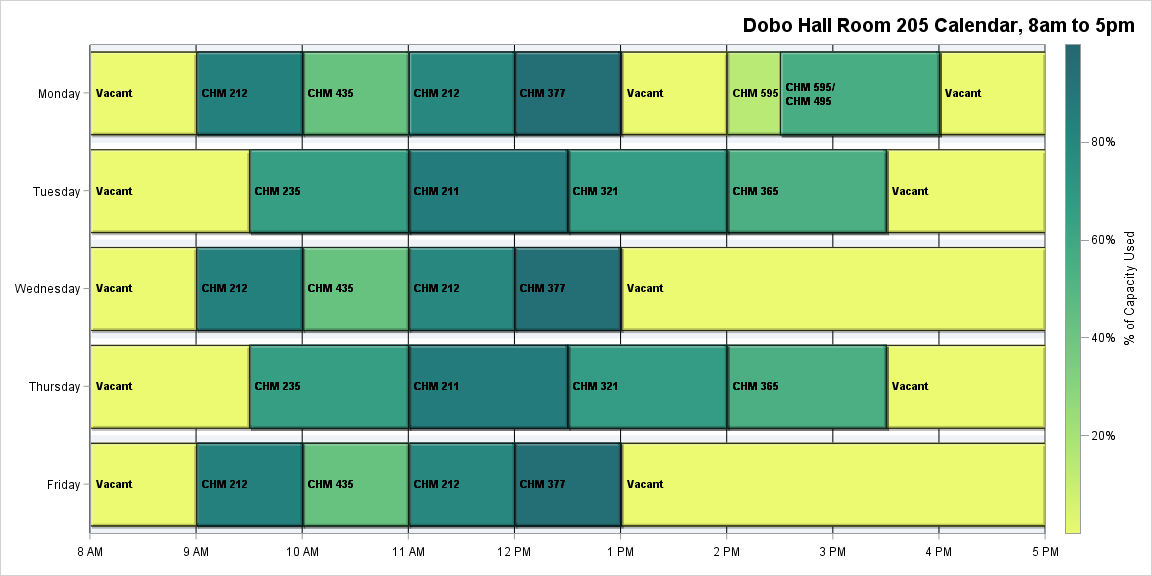 Dobo Hall Room 205 Calendar, 8am to 5pm
Monday
Vacant
CHM 212
CHM 435
CHM 212
CHM 377
Vacant
CHM 595
CHM 595/
CHM 495
Vacant
Tuesday
Vacant
CHM 235
CHM 211
CHM 321
CHM 365
Vacant
Wednesday
Vacant
CHM 212
CHM 435
CHM 212
CHM 377
Vacant
Thursday
Vacant
CHM 235
CHM 211
CHM 321
CHM 365
Vacant
Friday
Vacant
CHM 212
CHM 435
CHM 212
CHM 377
Vacant
8 AM
9 AM
10 AM
11 AM
12 PM
1 PM
2 PM
3 PM
4 PM
5 PM
80%
60%
40%
20%
% of Capacity Used